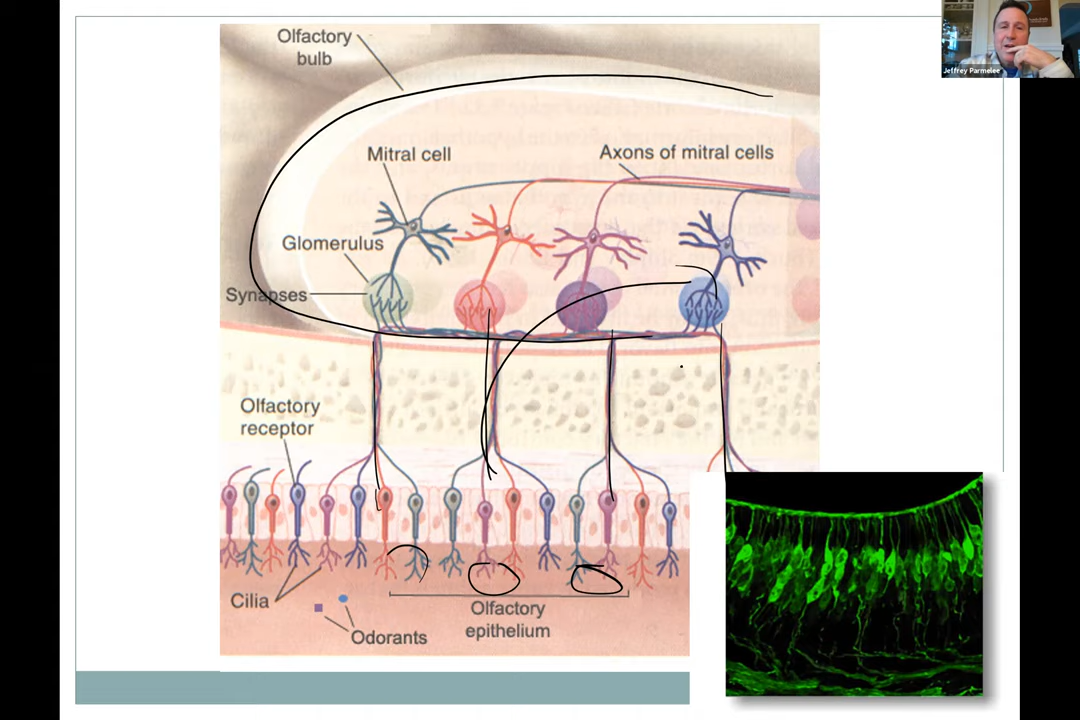 Olfactory
bulb
Jeffrey Parmelee
Mitral cell
Axons of mitral cells
Glomerulus
Synapses
Olfactory
receptor
Cilia
Odorants
Olfactory
epithelium